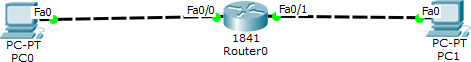 Fa0 Fa0/0 Fa0/1 Fa0
PC-PT 1841 PC-PT
PC0 Router0 PC1